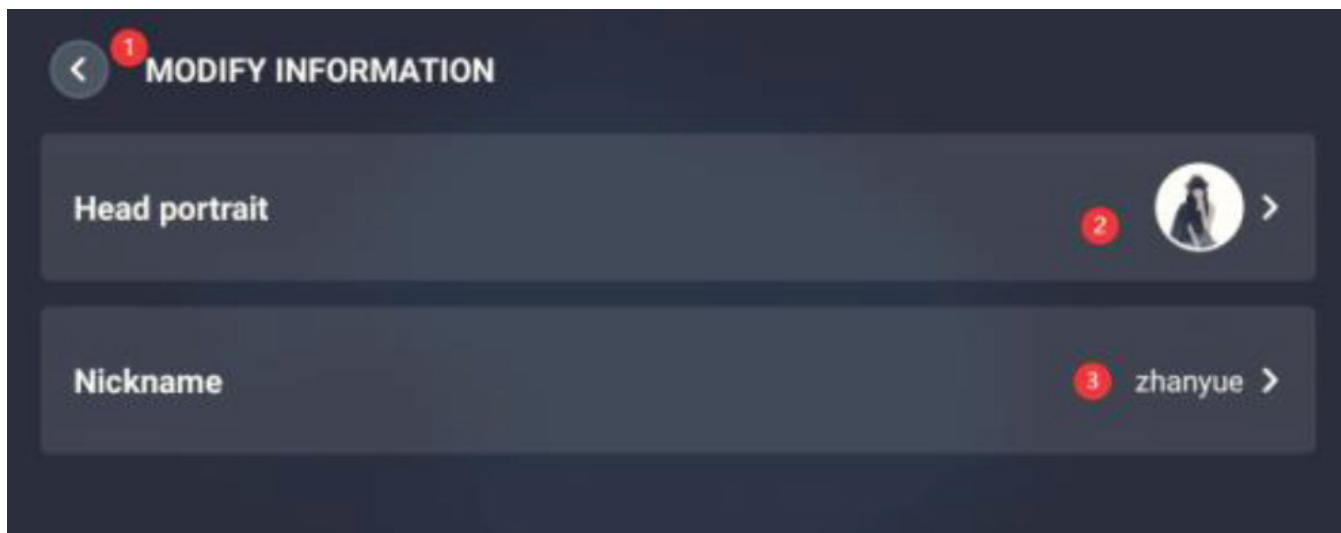 1
MODIFY INFORMATION
Head portrait
2
Nickname
3 zhanyue